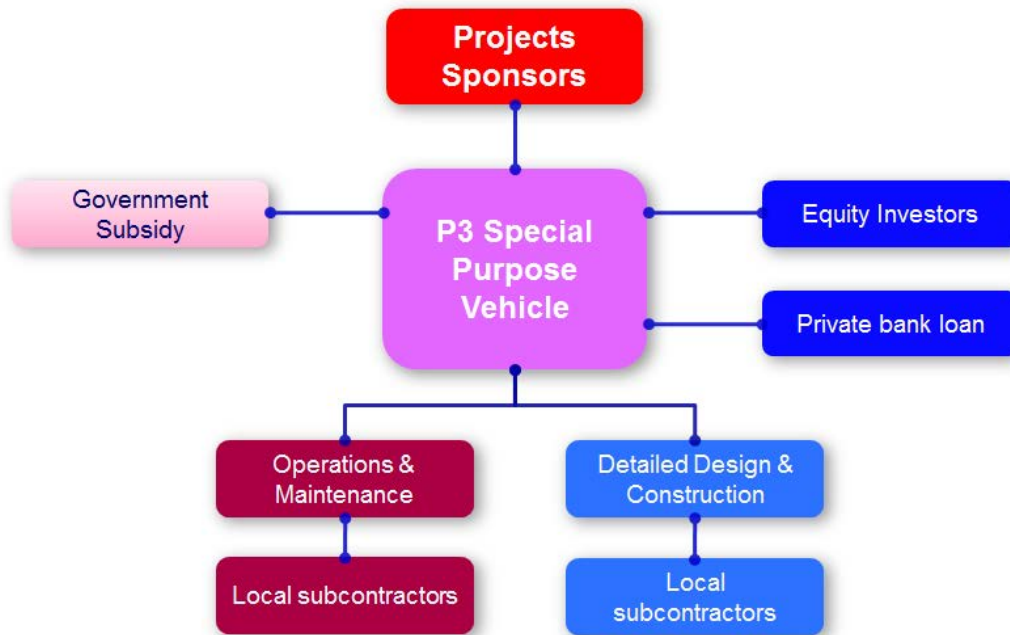 Projects
Sponsors
Government
Subsidy
P3 Special
Purpose
Vehicle
Equity Investors
Private bank loan
Operations &
Maintenance
Detailed Design &
Construction
Local subcontractors
Local
subcontractors